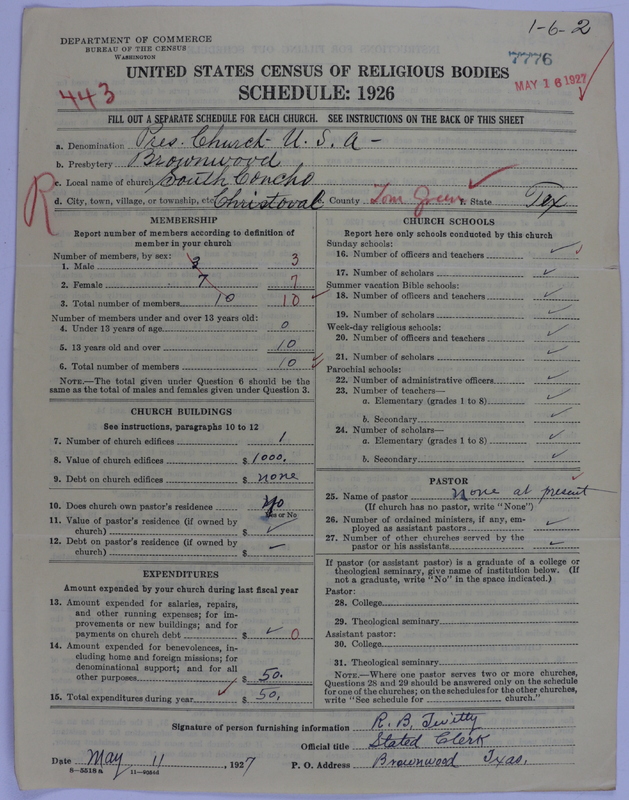 1-6-2
DEPARTMENT OF COMMERCE
BUREAU OF THE CENSUS
WASHINGTON
7776
MAY 16 1927
UNITED STATES CENSUS OF RELIGIOUS BODIES
SCHEDULE: 1926
443
FILL OUT A SEPARATE SCHEDULE FOR EACH CHURCH. SEE INSTRUCTIONS ON THE BACK OF THIS SHEET
a. Denomination Pres. Church U. S. A -
b. Presbytery Brownwood
c. Local name of church South Concho
d. City, town, village, or township, etc. Christoval County Tom Green State Tex
R
MEMBERSHIP
Report number of members according to definition of
member in your church
Number of members, by sex:
1. Male 3 3
2. Female 7 7
3. Total number of members 10 10
Number of members under and over 13 years old:
4. Under 13 years of age 0
5. 13 years old and over 10
6. Total number of members 10
NOTE.—The total given under Question 6 should be the
same as the total of males and females given under Question 3.
CHURCH BUILDINGS
See instructions, paragraphs 10 to 12
7. Number of church edifices 1
8. Value of church edifices $ 1000.
9. Debt on church edifices $ none
10. Does church own pastor's residence No
Yes or No
11. Value of pastor's residence (if owned by
church) $
12. Debt on pastor's residence (if owned by
church) $ —
EXPENDITURES
Amount expended by your church during last fiscal year
13. Amount expended for salaries, repairs,
and other running expenses; for im-
provements or new buildings; and for
payments on church debt $ 0
14. Amount expended for benevolences, in-
cluding home and foreign missions; for
denominational support; and for all
other purposes $ 50.
15. Total expenditures during year $ 50.
CHURCH SCHOOLS
Report here only schools conducted by this church
Sunday schools:
16. Number of officers and teachers
17. Number of scholars
Summer vacation Bible schools:
18. Number of officers and teachers
19. Number of scholars
Week-day religious schools:
20. Number of officers and teachers
21. Number of scholars
Parochial schools:
22. Number of administrative officers
23. Number of teachers—
a. Elementary (grades 1 to 8)
b. Secondary
24. Number of scholars—
a. Elementary (grades 1 to 8)
b. Secondary
PASTOR
25. Name of pastor None at present
(If church has no pastor, write "None")
26. Number of ordained ministers, if any, em-
ployed as assistant pastors
27. Number of other churches served by the
pastor or his assistants
If pastor (or assistant pastor) is a graduate of a college or
theological seminary, give name of institution below. (If
not a graduate, write "No" in the space indicated.)
Pastor:
28. College
29. Theological seminary
Assistant pastor:
30. College
31. Theological seminary
NOTE.—Where one pastor serves two or more churches,
Questions 28 and 29 should be answered only on the schedule
for one of the churches; on the schedules for the other churches,
write "See schedule for church."
Signature of person furnishing information R. B. Twitty
Official title Stated Clerk
Date May 11, 1927 P. O. Address Brownwood Texas.
8-5518a